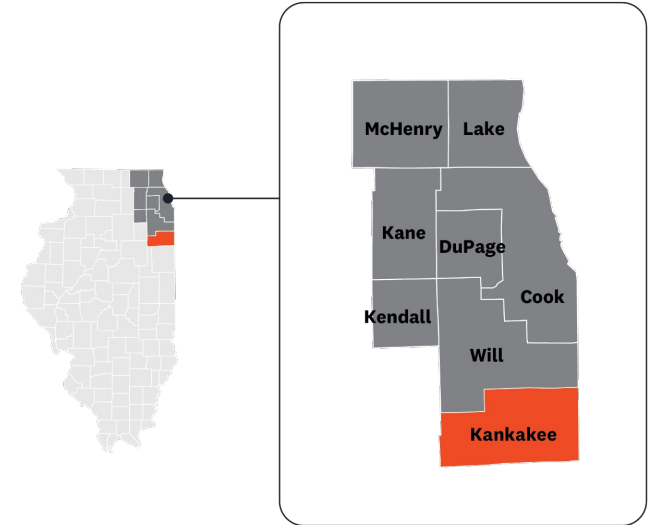 McHenry Lake
Kane
DuPage
Cook
Kendall
Will
Kankakee